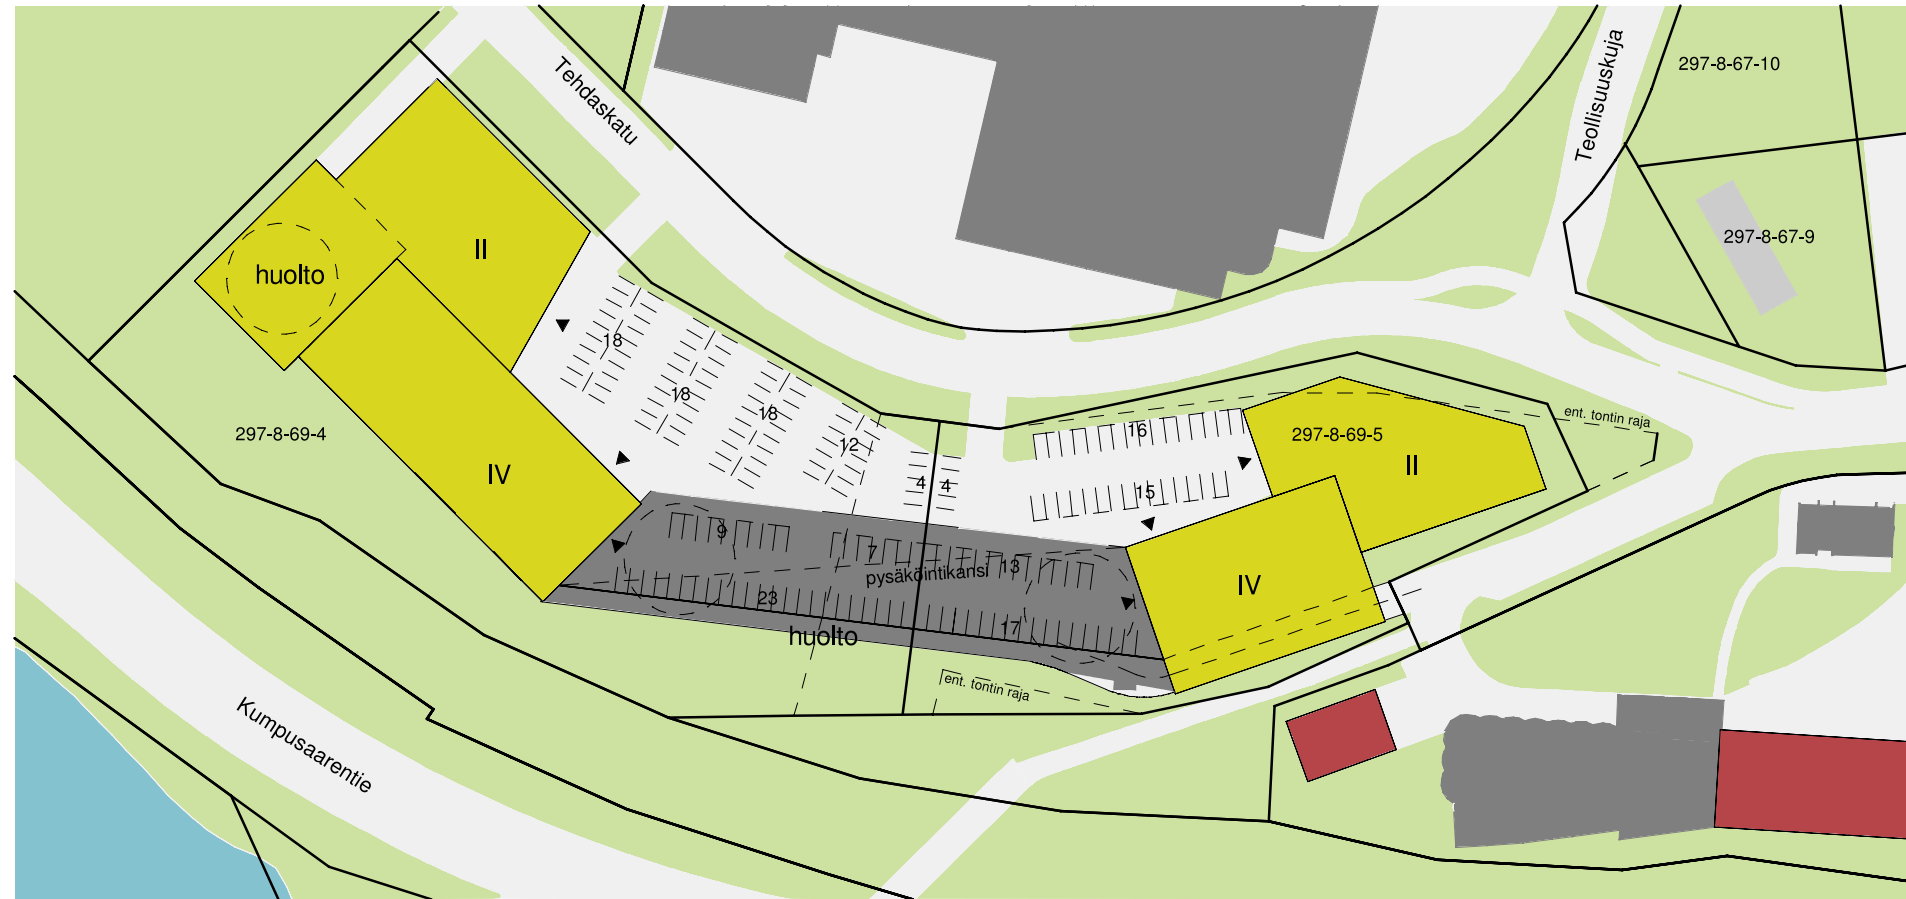 Tehdaskatu
Teollisuuskuja
297-8-67-10
297-8-67-9
II
huolto
18
18
18
12
4
4
16
15
297-8-69-5
ent. tontin raja
II
297-8-69-4
IV
9
7
13
pysäköintikansi
23
17
huolto
IV
ent. tontin raja
Kumpusaarentie